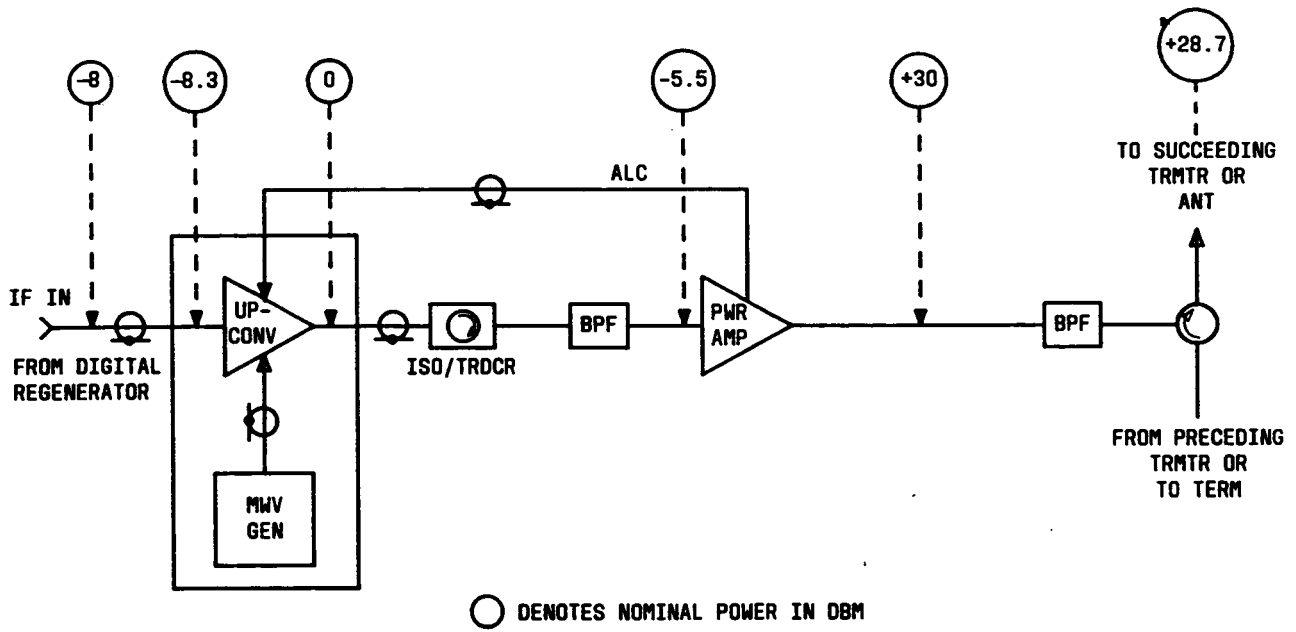 -8
-8.3
0
-5.5
+30
+28.7
TO SUCCEEDING
TRMTR OR
ANT
ALC
IF IN
FROM DIGITAL
REGENERATOR
UP-
CONV
ISO/TRDCR
BPF
PWR
AMP
BPF
MWV
GEN
FROM PRECEDING
TRMTR OR
TO TERM
DENOTES NOMINAL POWER IN DBM